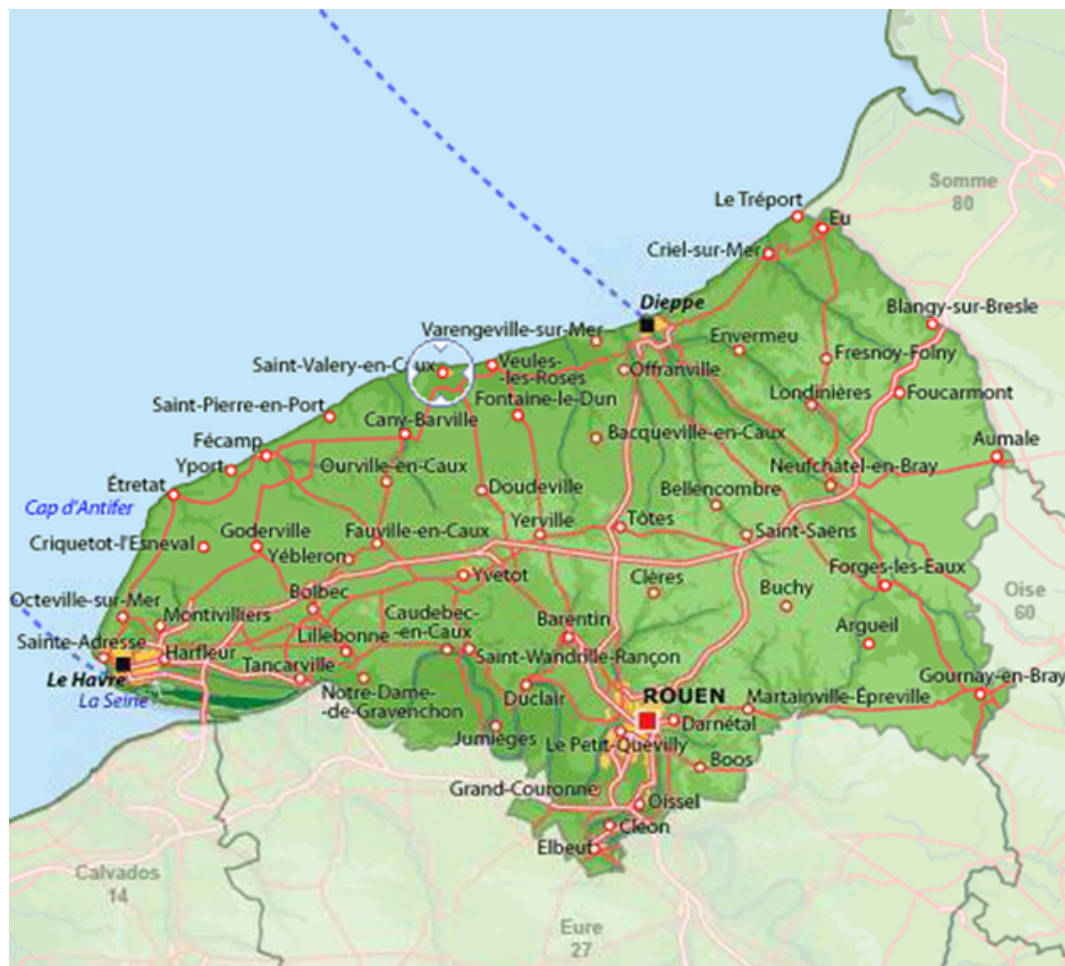 Somme
80
Le Tréport
Eu
Criel-sur-Mer
Dieppe
Blangy-sur-Bresle
Varengeville-sur-Mer
Envermeu
Fresnoy-Folny
Saint-Valery-en-Caux
Veules-
-les-Roses
Offranville
Londinières
Foucarmont
Saint-Pierre-en-Port
Fontaine-le-Dun
Cany-Barville
Bacqueville-en-Caux
Aumale
Fécamp
Yport
Ourville-en-Caux
Neufchâtel-en-Bray
Étretat
Doudeville
Bellencombre
Cap d'Antifer
Goderville
Fauville-en-Caux
Yerville
Tôtes
Saint-Saens
Criquetot-l'Esneval
Yébleron
Yvetot
Clères
Forges-les-Eaux
Buchy
Oise
60
Octeville-sur-Mer
Bolbec
Montivilliers
Caudebec-
-en-Caux
Barentin
Argueil
Sainte-Adresse
Harfleur
Lillebonne
Saint-Wandrille-Rançon
Tancarville
Le Havre
La Seine
Notre-Dame-
-de-Gravenchon
Duclair
ROUEN
Martainville-Épreville
Gournay-en-Bray
Darnétal
Jumièges
Le Petit-Quevilly
Boos
Grand-Couronne
Oissel
Cléon
Elbeuf
Calvados
14
Eure
27